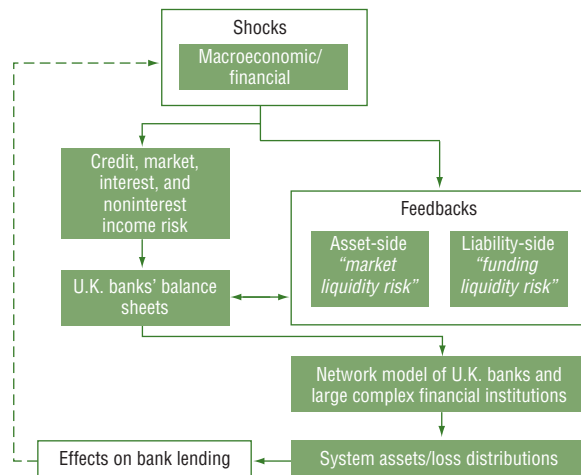 Shocks
Macroeconomic/
financial
Credit, market,
interest, and
noninterest
income risk
Feedbacks
Asset-side
“market
liquidity risk”
Liability-side
“funding
liquidity risk”
U.K. banks’ balance
sheets
Network model of U.K. banks and
large complex financial institutions
Effects on bank lending
System assets/loss distributions